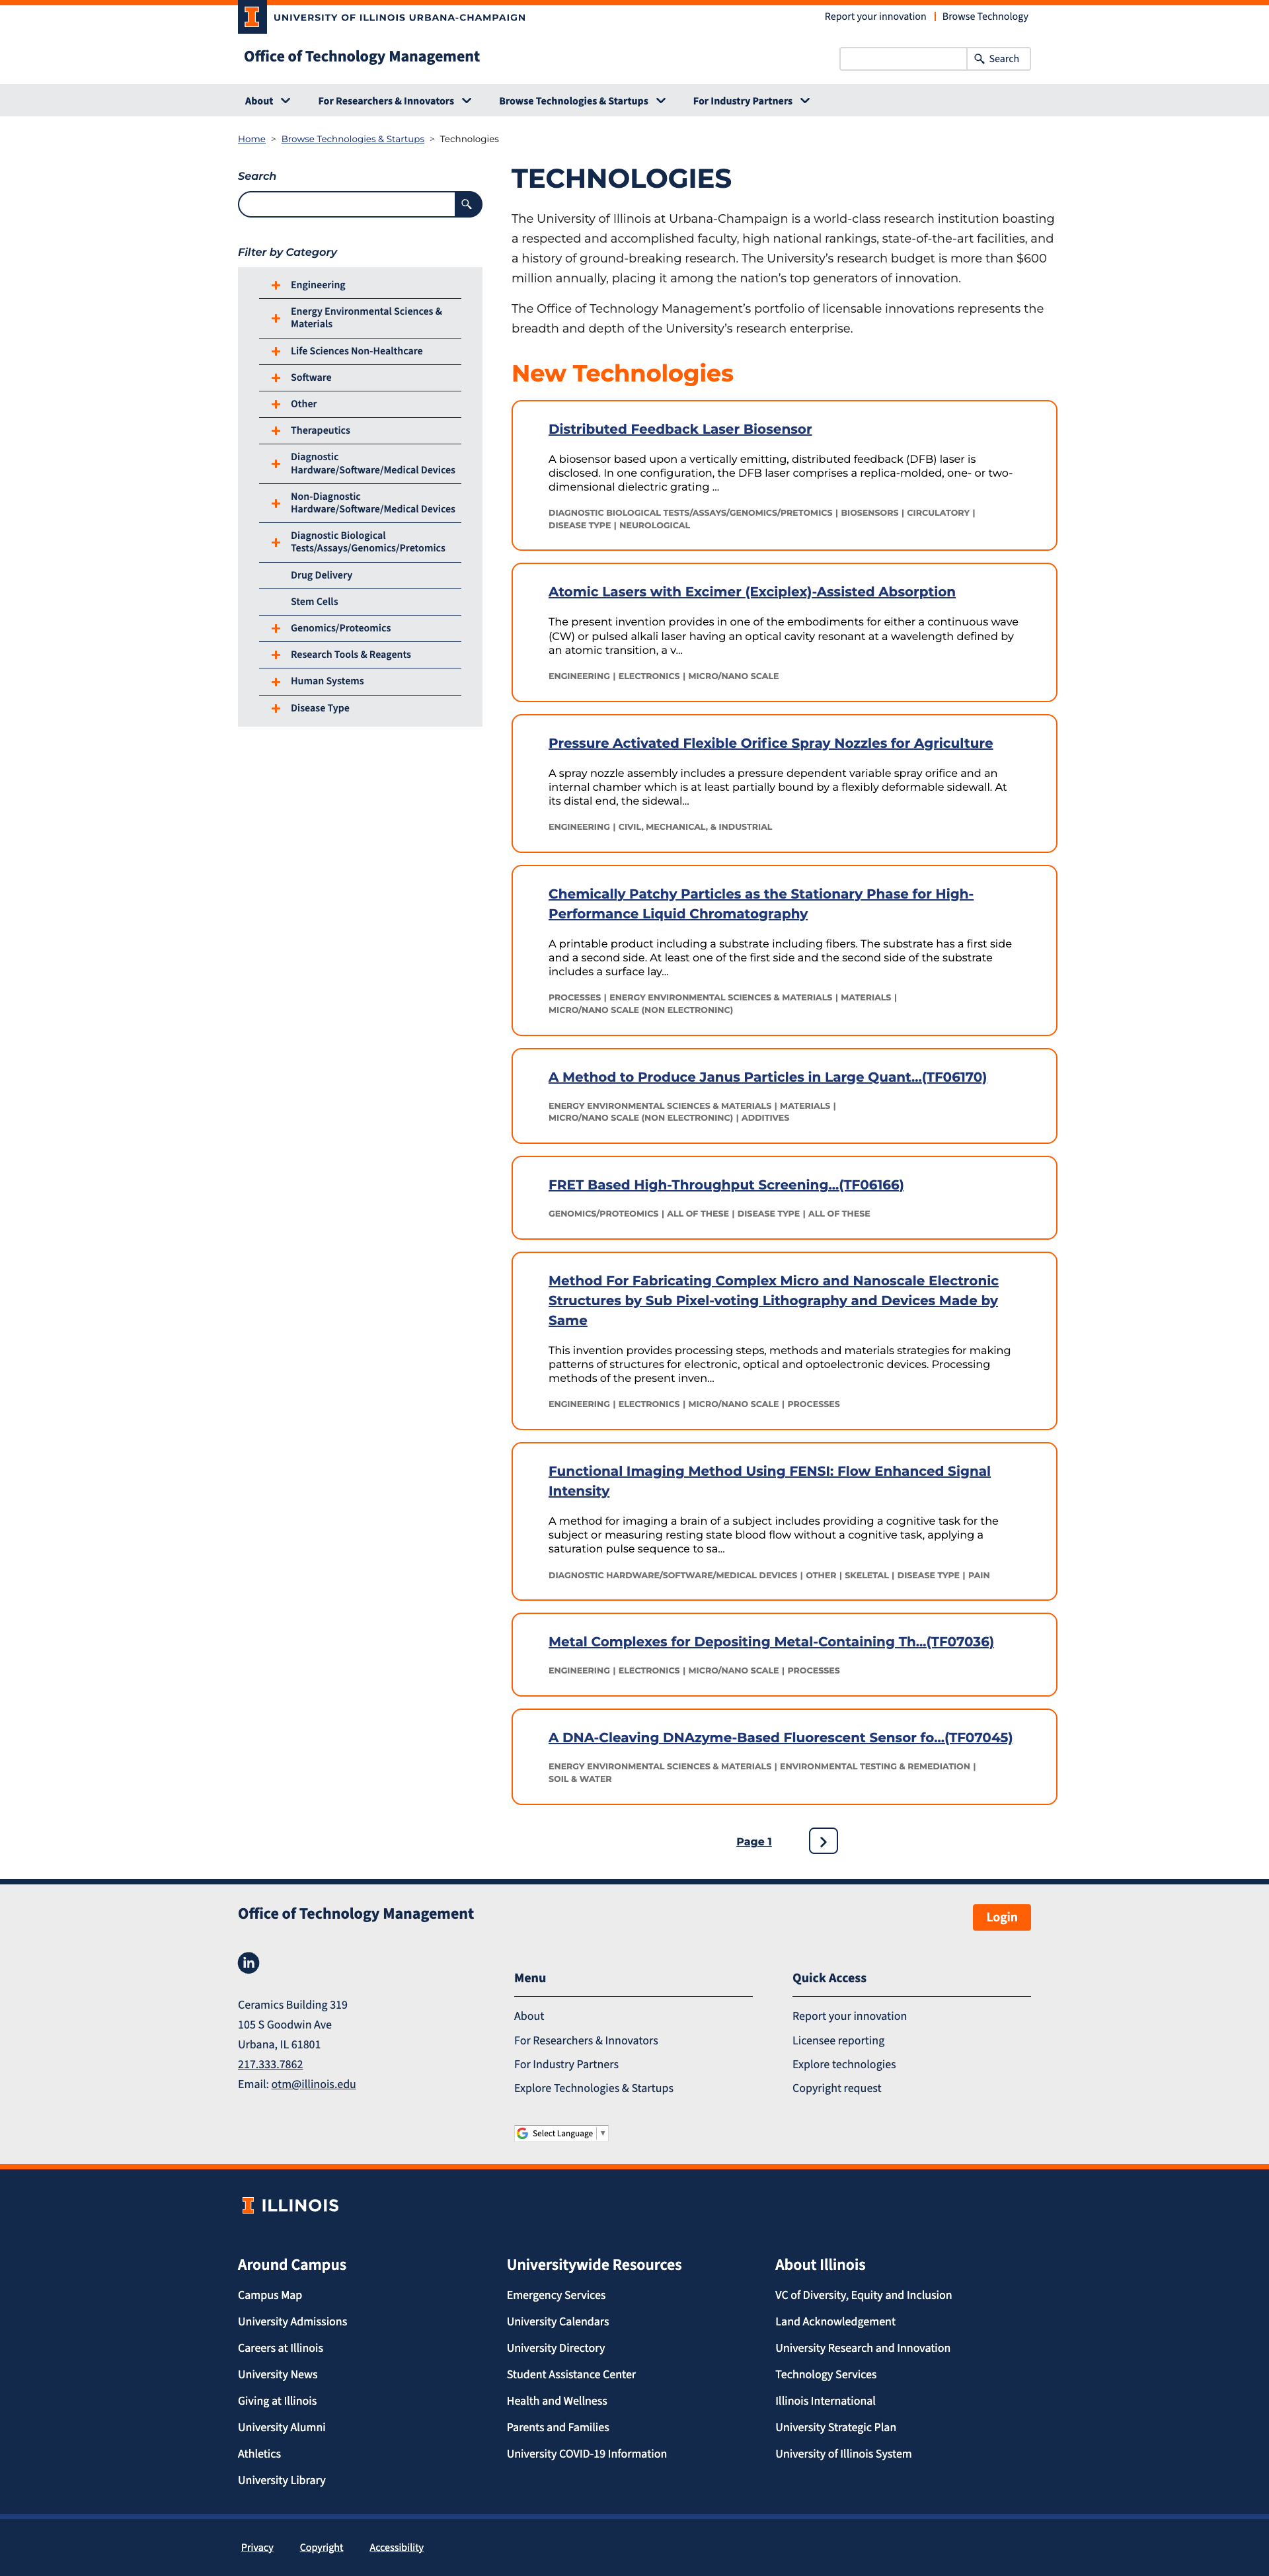 UNIVERSITY OF ILLINOIS URBANA-CHAMPAIGN
Report your innovation
Browse Technology
Office of Technology Management
Search
About
For Researchers & Innovators
Browse Technologies & Startups
For Industry Partners
Home > Browse Technologies & Startups > Technologies
Search
Filter by Category
Engineering
Energy Environmental Sciences &
Materials
Life Sciences Non-Healthcare
Software
Other
Therapeutics
Diagnostic
Hardware/Software/Medical Devices
Non-Diagnostic
Hardware/Software/Medical Devices
Diagnostic Biological
Tests/Assays/Genomics/Pretomics
Drug Delivery
Stem Cells
Genomics/Proteomics
Research Tools & Reagents
Human Systems
Disease Type
TECHNOLOGIES
The University of Illinois at Urbana-Champaign is a world-class research institution boasting
a respected and accomplished faculty, high national rankings, state-of-the-art facilities, and
a history of ground-breaking research. The University's research budget is more than $600
million annually, placing it among the nation's top generators of innovation.
The Office of Technology Management's portfolio of licensable innovations represents the
breadth and depth of the University's research enterprise.
New Technologies
Distributed Feedback Laser Biosensor
A biosensor based upon a vertically emitting, distributed feedback (DFB) laser is
disclosed. In one configuration, the DFB laser comprises a replica-molded, one- or two-
dimensional dielectric grating ...
DIAGNOSTIC BIOLOGICAL TESTS/ASSAYS/GENOMICS/PRETOMICS | BIOSENSORS | CIRCULATORY |
DISEASE TYPE | NEUROLOGICAL
Atomic Lasers with Excimer (Exciplex)-Assisted Absorption
The present invention provides in one of the embodiments for either a continuous wave
(CW) or pulsed alkali laser having an optical cavity resonant at a wavelength defined by
an atomic transition, a v...
ENGINEERING | ELECTRONICS | MICRO/NANO SCALE
Pressure Activated Flexible Orifice Spray Nozzles for Agriculture
A spray nozzle assembly includes a pressure dependent variable spray orifice and an
internal chamber which is at least partially bound by a flexibly deformable sidewall. At
its distal end, the sidewal...
ENGINEERING | CIVIL, MECHANICAL, & INDUSTRIAL
Chemically Patchy Particles as the Stationary Phase for High-
Performance Liquid Chromatography
A printable product including a substrate including fibers. The substrate has a first side
and a second side. At least one of the first side and the second side of the substrate
includes a surface lay...
PROCESSES | ENERGY ENVIRONMENTAL SCIENCES & MATERIALS | MATERIALS |
MICRO/NANO SCALE (NON ELECTRONINC)
A Method to Produce Janus Particles in Large Quant...(TF06170)
ENERGY ENVIRONMENTAL SCIENCES & MATERIALS | MATERIALS |
MICRO/NANO SCALE (NON ELECTRONINC) | ADDITIVES
FRET Based High-Throughput Screening...(TF06166)
GENOMICS/PROTEOMICS | ALL OF THESE | DISEASE TYPE | ALL OF THESE
Method For Fabricating Complex Micro and Nanoscale Electronic
Structures by Sub Pixel-voting Lithography and Devices Made by
Same
This invention provides processing steps, methods and materials strategies for making
patterns of structures for electronic, optical and optoelectronic devices. Processing
methods of the present inven...
ENGINEERING | ELECTRONICS | MICRO/NANO SCALE | PROCESSES
Functional Imaging Method Using FENSI: Flow Enhanced Signal
Intensity
A method for imaging a brain of a subject includes providing a cognitive task for the
subject or measuring resting state blood flow without a cognitive task, applying a
saturation pulse sequence to sa...
DIAGNOSTIC HARDWARE/SOFTWARE/MEDICAL DEVICES | OTHER | SKELETAL | DISEASE TYPE | PAIN
Metal Complexes for Depositing Metal-Containing Th...(TF07036)
ENGINEERING | ELECTRONICS | MICRO/NANO SCALE | PROCESSES
A DNA-Cleaving DNAzyme-Based Fluorescent Sensor fo...(TF07045)
ENERGY ENVIRONMENTAL SCIENCES & MATERIALS | ENVIRONMENTAL TESTING & REMEDIATION |
SOIL & WATER
Page 1
Office of Technology Management
Login
in
Ceramics Building 319
105 S Goodwin Ave
Urbana, IL 61801
217.333.7862
Email: otm@illinois.edu
Menu
About
For Researchers & Innovators
For Industry Partners
Explore Technologies & Startups
Quick Access
Report your innovation
Licensee reporting
Explore technologies
Copyright request
Select Language
ILLINOIS
Around Campus
Campus Map
University Admissions
Careers at Illinois
University News
Giving at Illinois
University Alumni
Athletics
University Library
Universitywide Resources
Emergency Services
University Calendars
University Directory
Student Assistance Center
Health and Wellness
Parents and Families
University COVID-19 Information
About Illinois
VC of Diversity, Equity and Inclusion
Land Acknowledgement
University Research and Innovation
Technology Services
Illinois International
University Strategic Plan
University of Illinois System
Privacy
Copyright
Accessibility